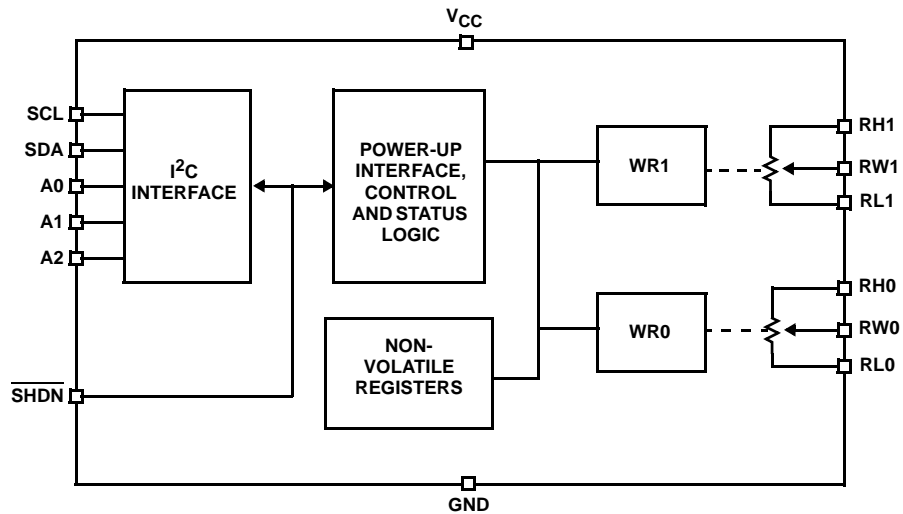 VCC
SCL
SDA
A0
A1
A2
SHDN
I2C
INTERFACE
POWER-UP
INTERFACE,
CONTROL
AND STATUS
LOGIC
NON-
VOLATILE
REGISTERS
WR1
WR0
RH1
RW1
RL1
RH0
RW0
RL0
GND